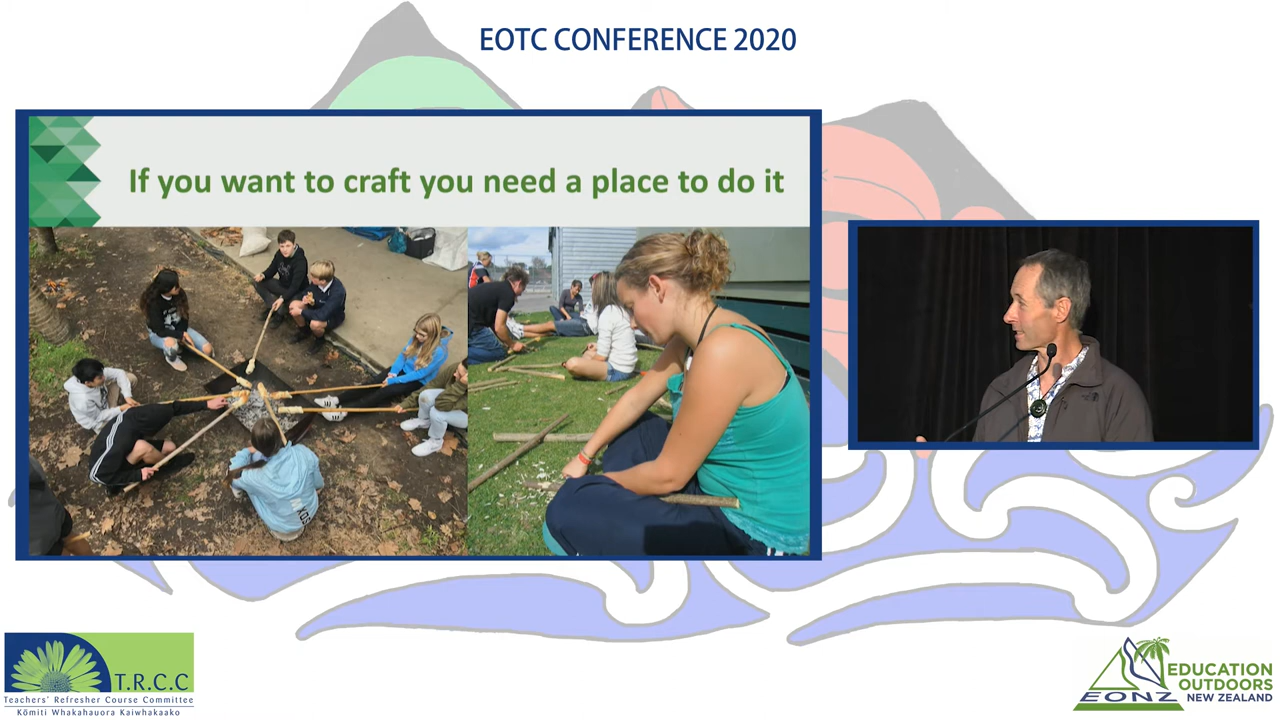 EOTC CONFERENCE 2020
If you want to craft you need a place to do it
T.R.C.C
Teachers' Refresher Course Committee
Kōmiti Whakahauora Kaiwhakaako
EONZ
EDUCATION
OUTDOORS
NEW ZEALAND